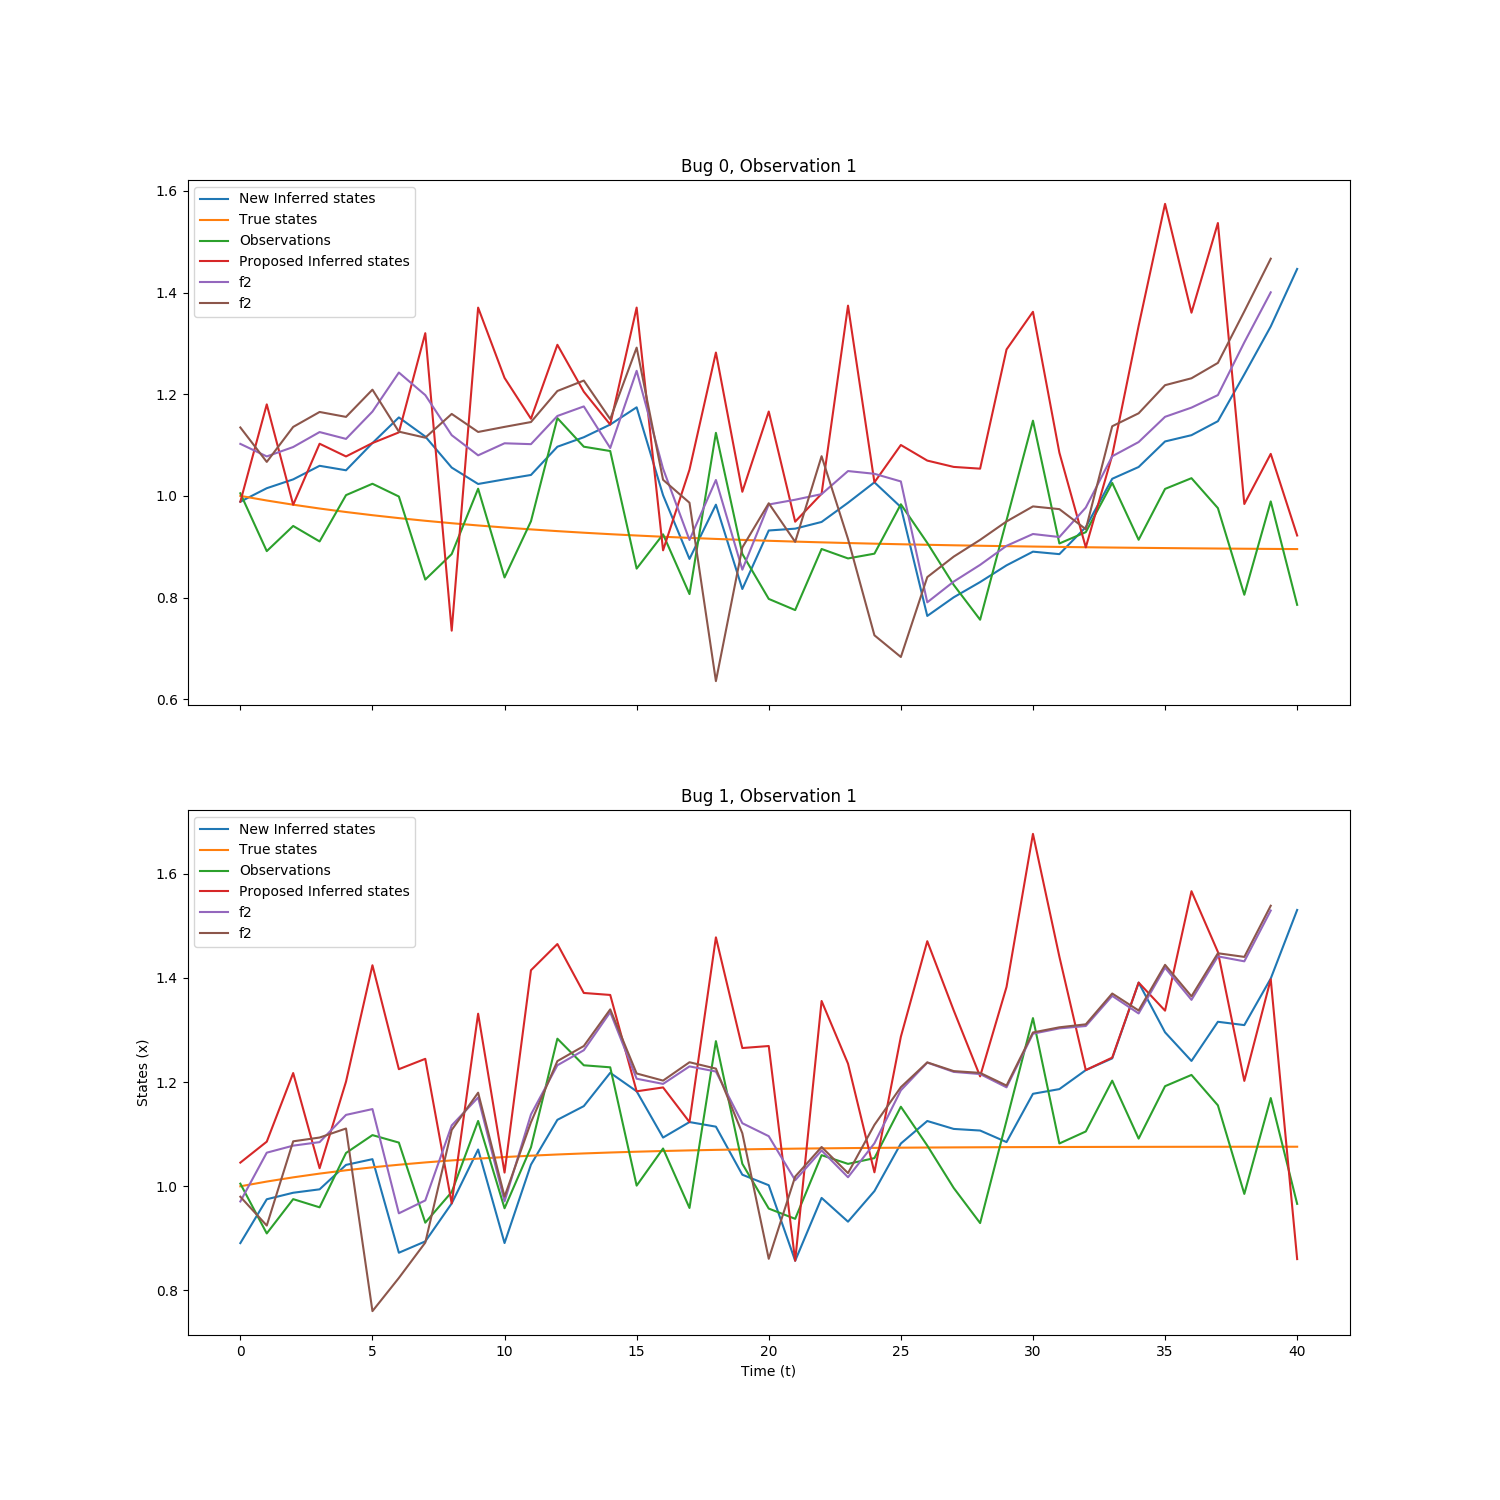 Bug 0, Observation 1
1.6
1.4
1.2
1.0
0.8
0.6
New Inferred states
True states
Observations
Proposed Inferred states
f2
f2
Bug 1, Observation 1
1.6
1.4
1.2
1.0
0.8
States (x)
New Inferred states
True states
Observations
Proposed Inferred states
f2
f2
0 5 10 15 20 25 30 35 40
Time (t)